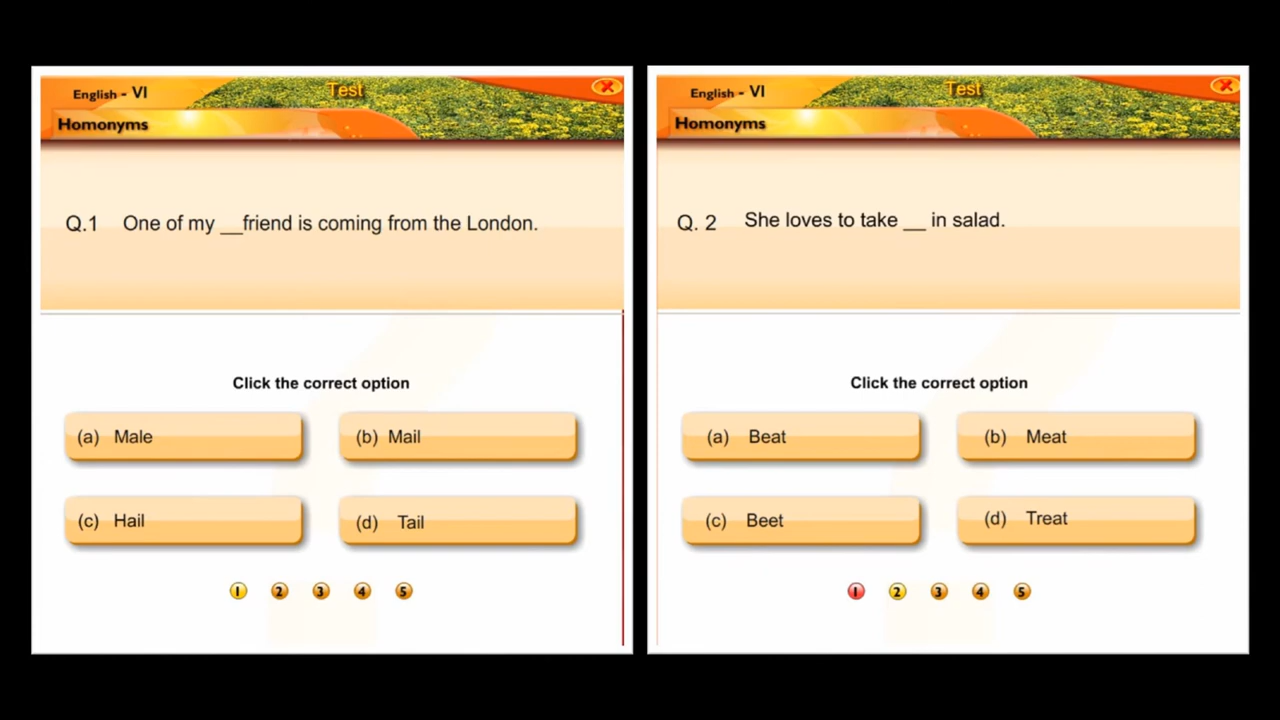 English - VI
Test
Homonyms
Q.1 One of my __friend is coming from the London.
Click the correct option
(a) Male
(b) Mail
(c) Hail
(d) Tail
1 2 3 4 5
English - VI
Test
Homonyms
Q. 2 She loves to take __ in salad.
Click the correct option
(a) Beat
(b) Meat
(c) Beet
(d) Treat
1 2 3 4 5